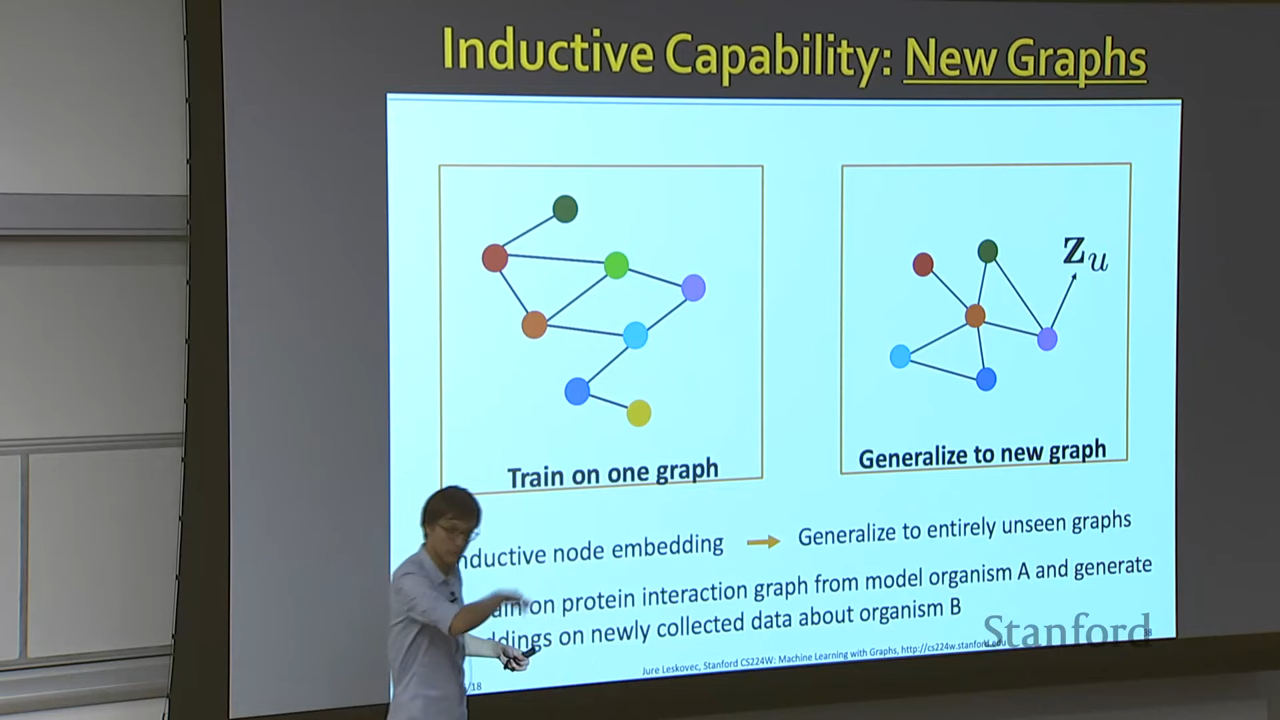 Inductive Capability: New Graphs
z u
Train on one graph
Generalize to new graph
nductive node embedding → Generalize to entirely unseen graphs
on protein interaction graph from model organism A and generate
ddings on newly collected data about organism B
Stanford
Jure Leskovec, Stanford CS224W: Machine Learning with Graphs, http://cs224w.stanford.edu
/18